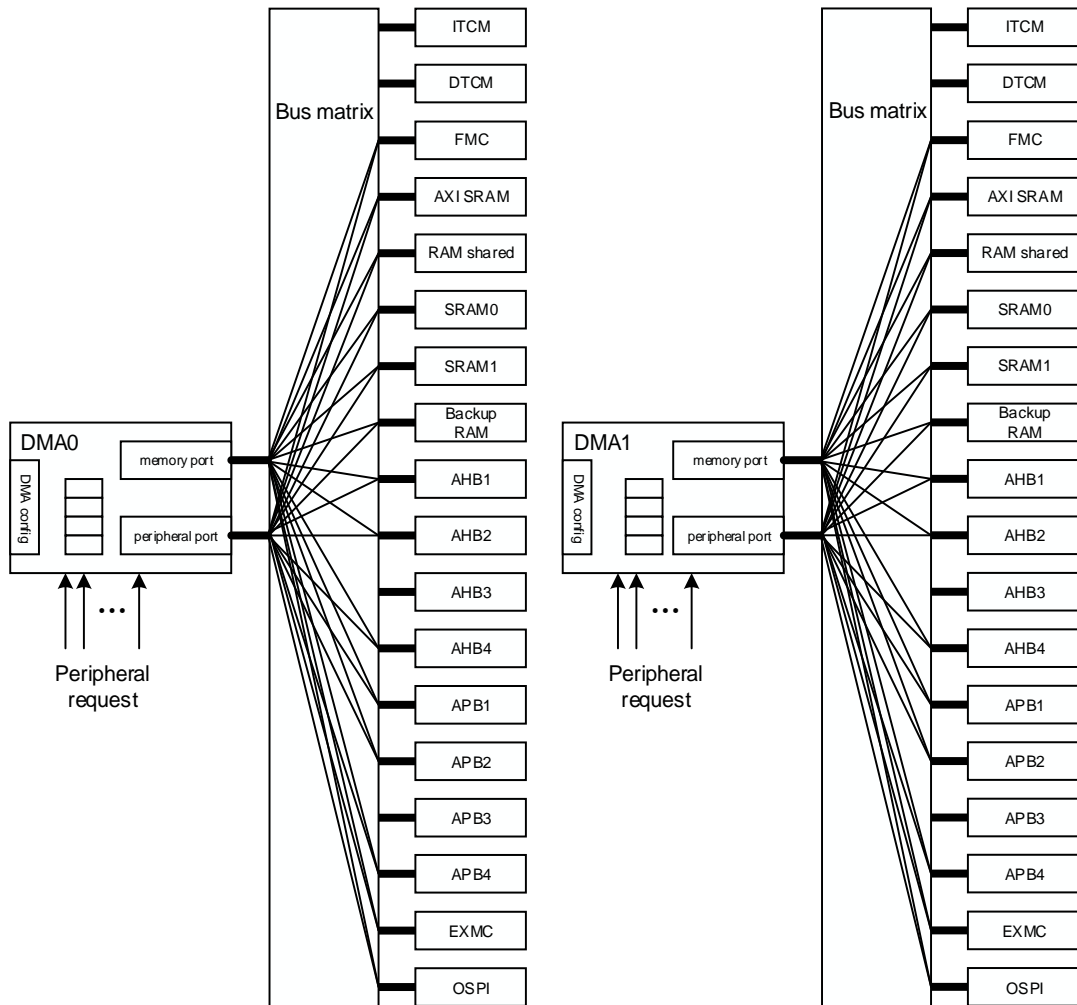 Bus matrix
ITCM
DTCM
FMC
AXI SRAM
RAM shared
SRAM0
SRAM1
Backup
RAM
AHB1
AHB2
AHB3
AHB4
APB1
APB2
APB3
APB4
EXMC
OSPI
DMA0
DMA config
memory port
peripheral port
...
Peripheral
request
Bus matrix
ITCM
DTCM
FMC
AXI SRAM
RAM shared
SRAM0
SRAM1
Backup
RAM
AHB1
AHB2
AHB3
AHB4
APB1
APB2
APB3
APB4
EXMC
OSPI
DMA1
DMA config
memory port
peripheral port
...
Peripheral
request